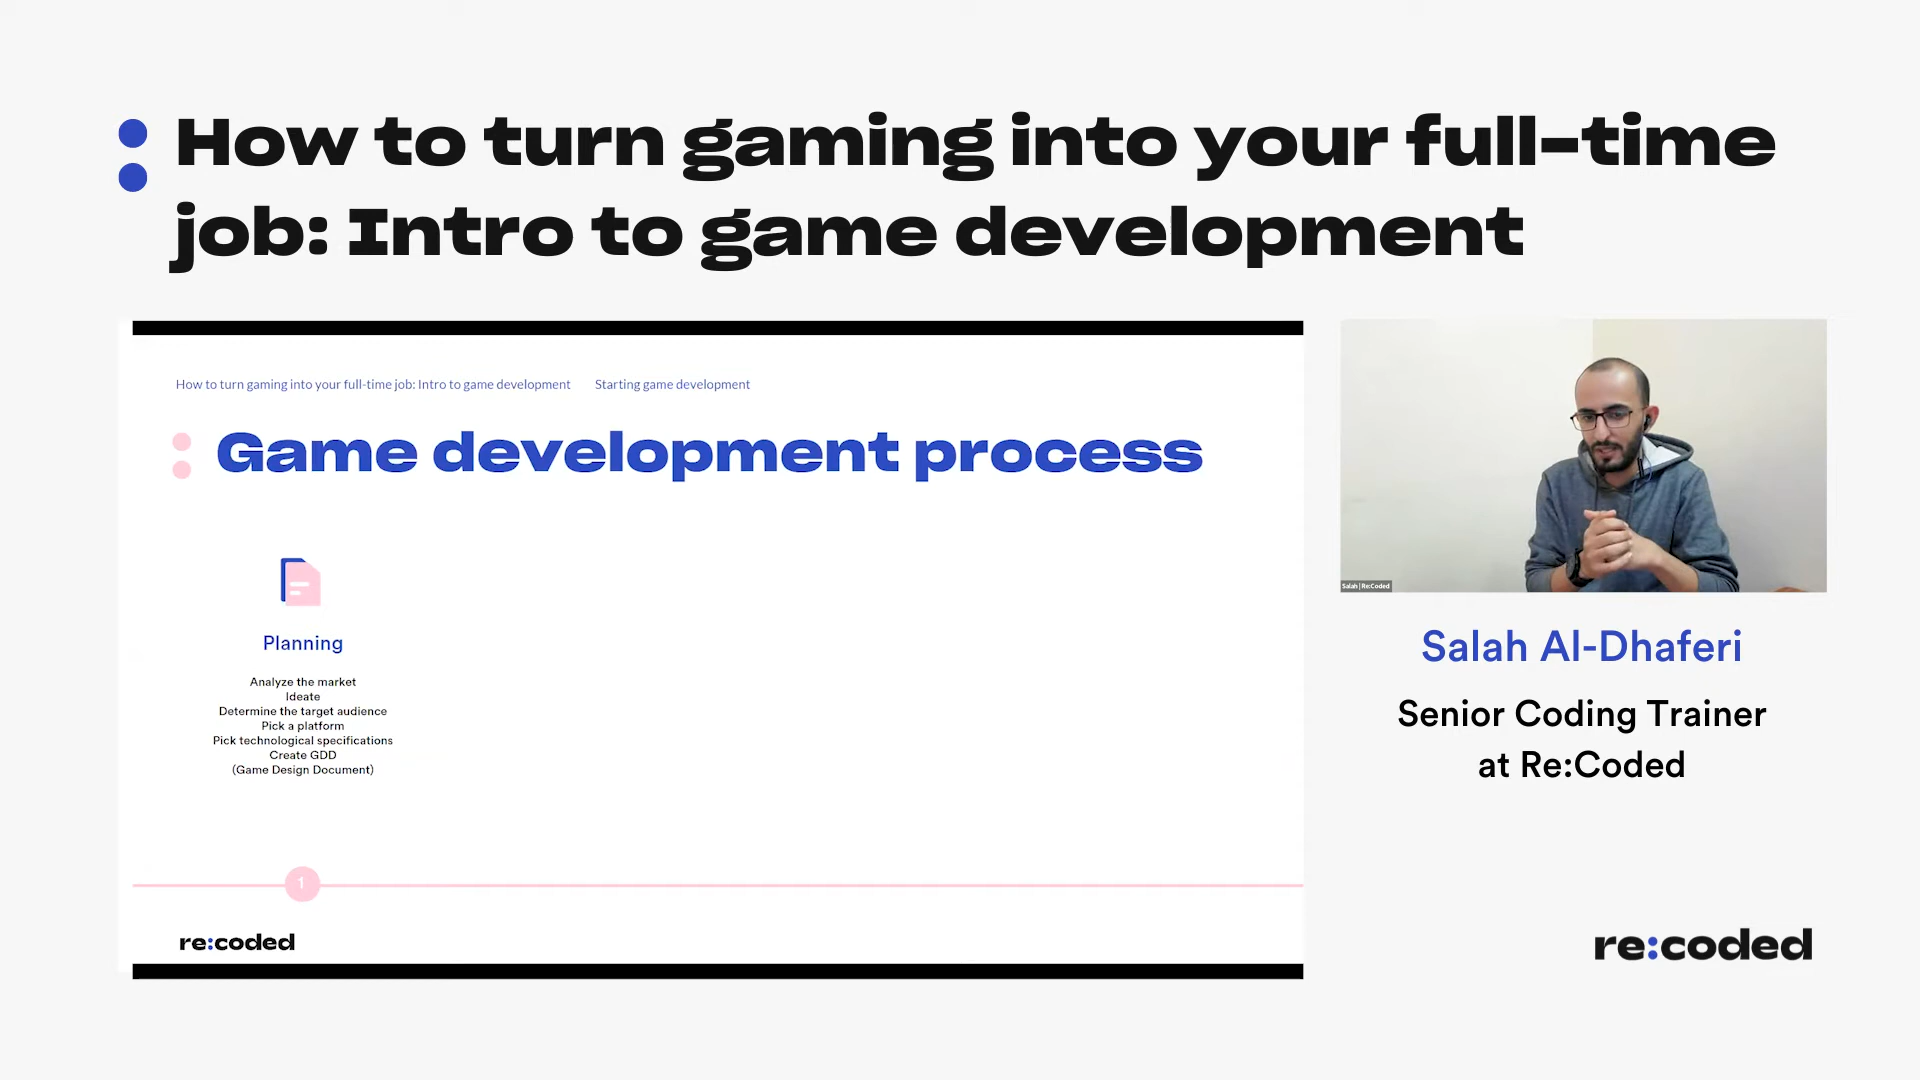 How to turn gaming into your full-time
job: Intro to game development
How to turn gaming into your full-time job: Intro to game development
Starting game development
Game development process
Planning
Analyze the market
Ideate
Determine the target audience
Pick a platform
Pick technological specifications
Create GDD
(Game Design Document)
1
re:coded
Salah | Re:Coded
Salah Al-Dhaferi
Senior Coding Trainer
at Re:Coded
re:coded